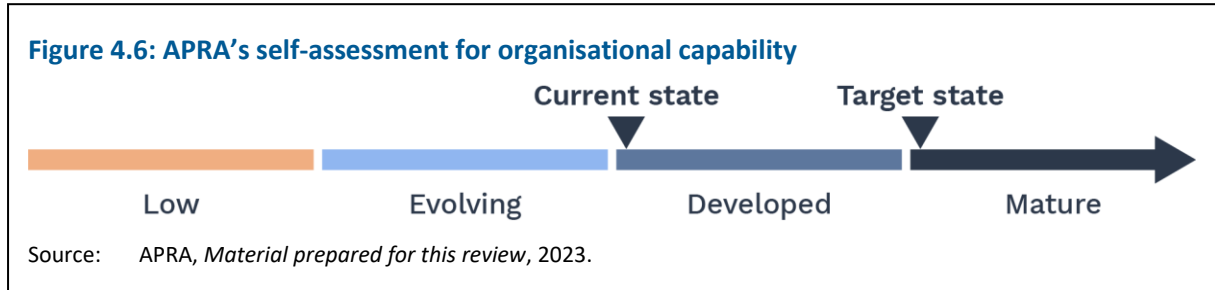 Figure 4.6: APRA’s self-assessment for organisational capability
Current state Target state
Low Evolving Developed Mature
Source: APRA, Material prepared for this review, 2023.